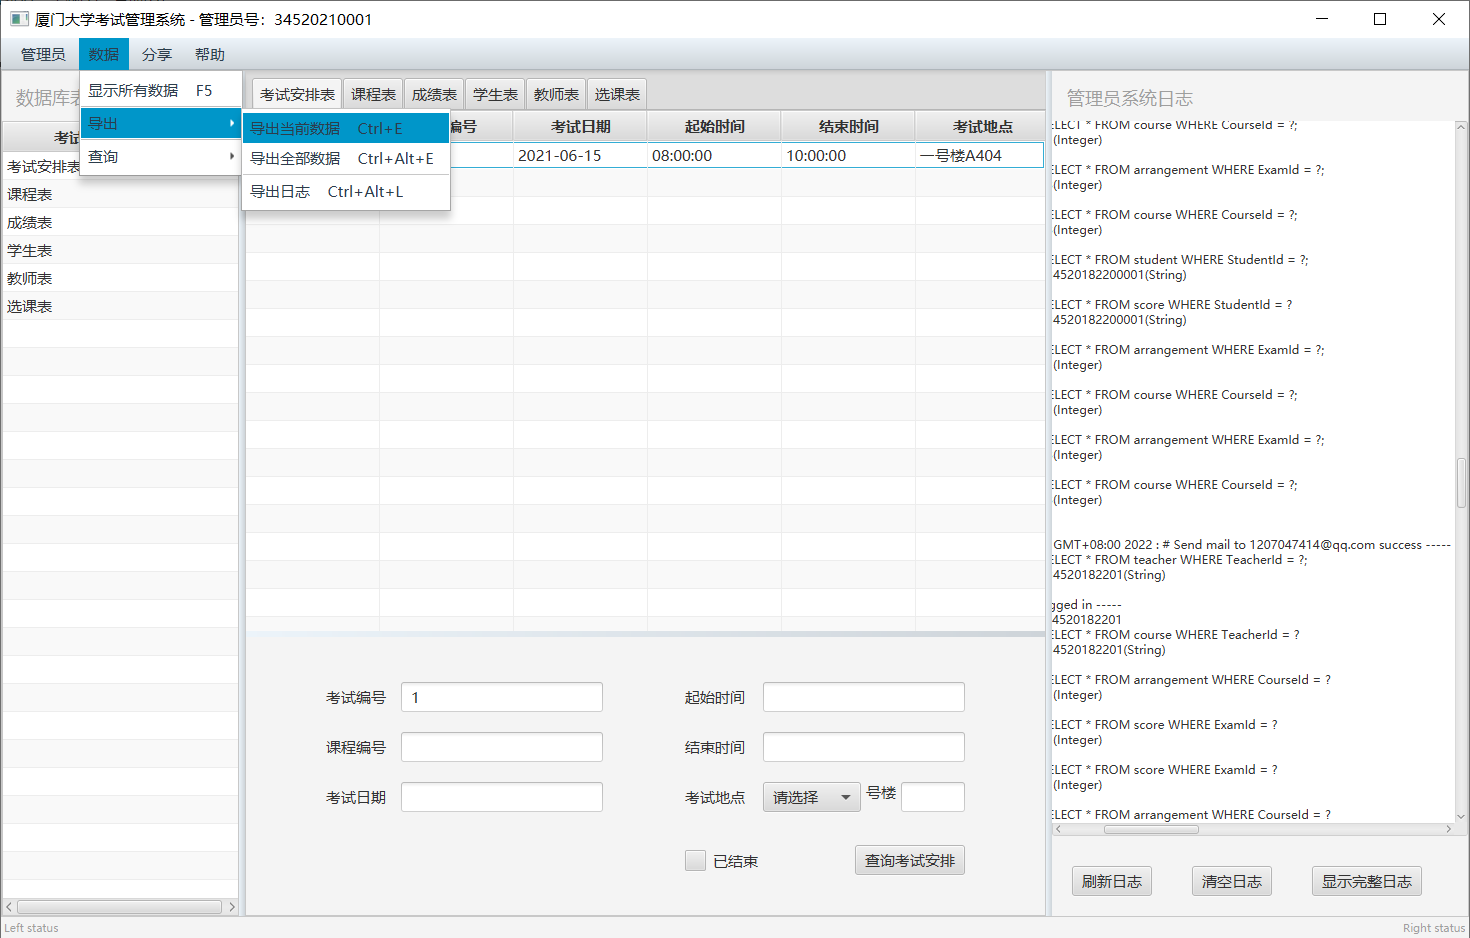 厦门大学考试管理系统 - 管理员号：34520210001
管理员 数据 分享 帮助
数据库表
考试
考试安排表
课程表
成绩表
学生表
教师表
选课表
显示所有数据 F5
导出
查询
导出当前数据 Ctrl+E
导出全部数据 Ctrl+Alt+E
导出日志 Ctrl+Alt+L
考试安排表 课程表 成绩表 学生表 教师表 选课表
编号 考试日期 起始时间 结束时间 考试地点
2021-06-15 08:00:00 10:00:00 一号楼A404
考试编号 1 起始时间
课程编号 结束时间
考试日期 考试地点 请选择 号楼
已结束 查询考试安排
管理员系统日志
ELECT * FROM course WHERE CourseId = ?;
(Integer)
ELECT * FROM arrangement WHERE ExamId = ?;
(Integer)
ELECT * FROM course WHERE CourseId = ?;
(Integer)
ELECT * FROM student WHERE StudentId = ?;
4520182200001(String)
ELECT * FROM score WHERE StudentId = ?
4520182200001(String)
ELECT * FROM arrangement WHERE ExamId = ?;
(Integer)
ELECT * FROM course WHERE CourseId = ?;
(Integer)
ELECT * FROM arrangement WHERE ExamId = ?;
(Integer)
ELECT * FROM course WHERE CourseId = ?;
(Integer)
GMT+08:00 2022 : # Send mail to 1207047414@qq.com success -----
ELECT * FROM teacher WHERE TeacherId = ?;
4520182201(String)
gged in -----
4520182201
ELECT * FROM course WHERE TeacherId = ?
4520182201(String)
ELECT * FROM arrangement WHERE CourseId = ?
(Integer)
ELECT * FROM score WHERE ExamId = ?
(Integer)
ELECT * FROM score WHERE ExamId = ?
(Integer)
ELECT * FROM arrangement WHERE CourseId = ?
刷新日志 清空日志 显示完整日志
Left status Right status